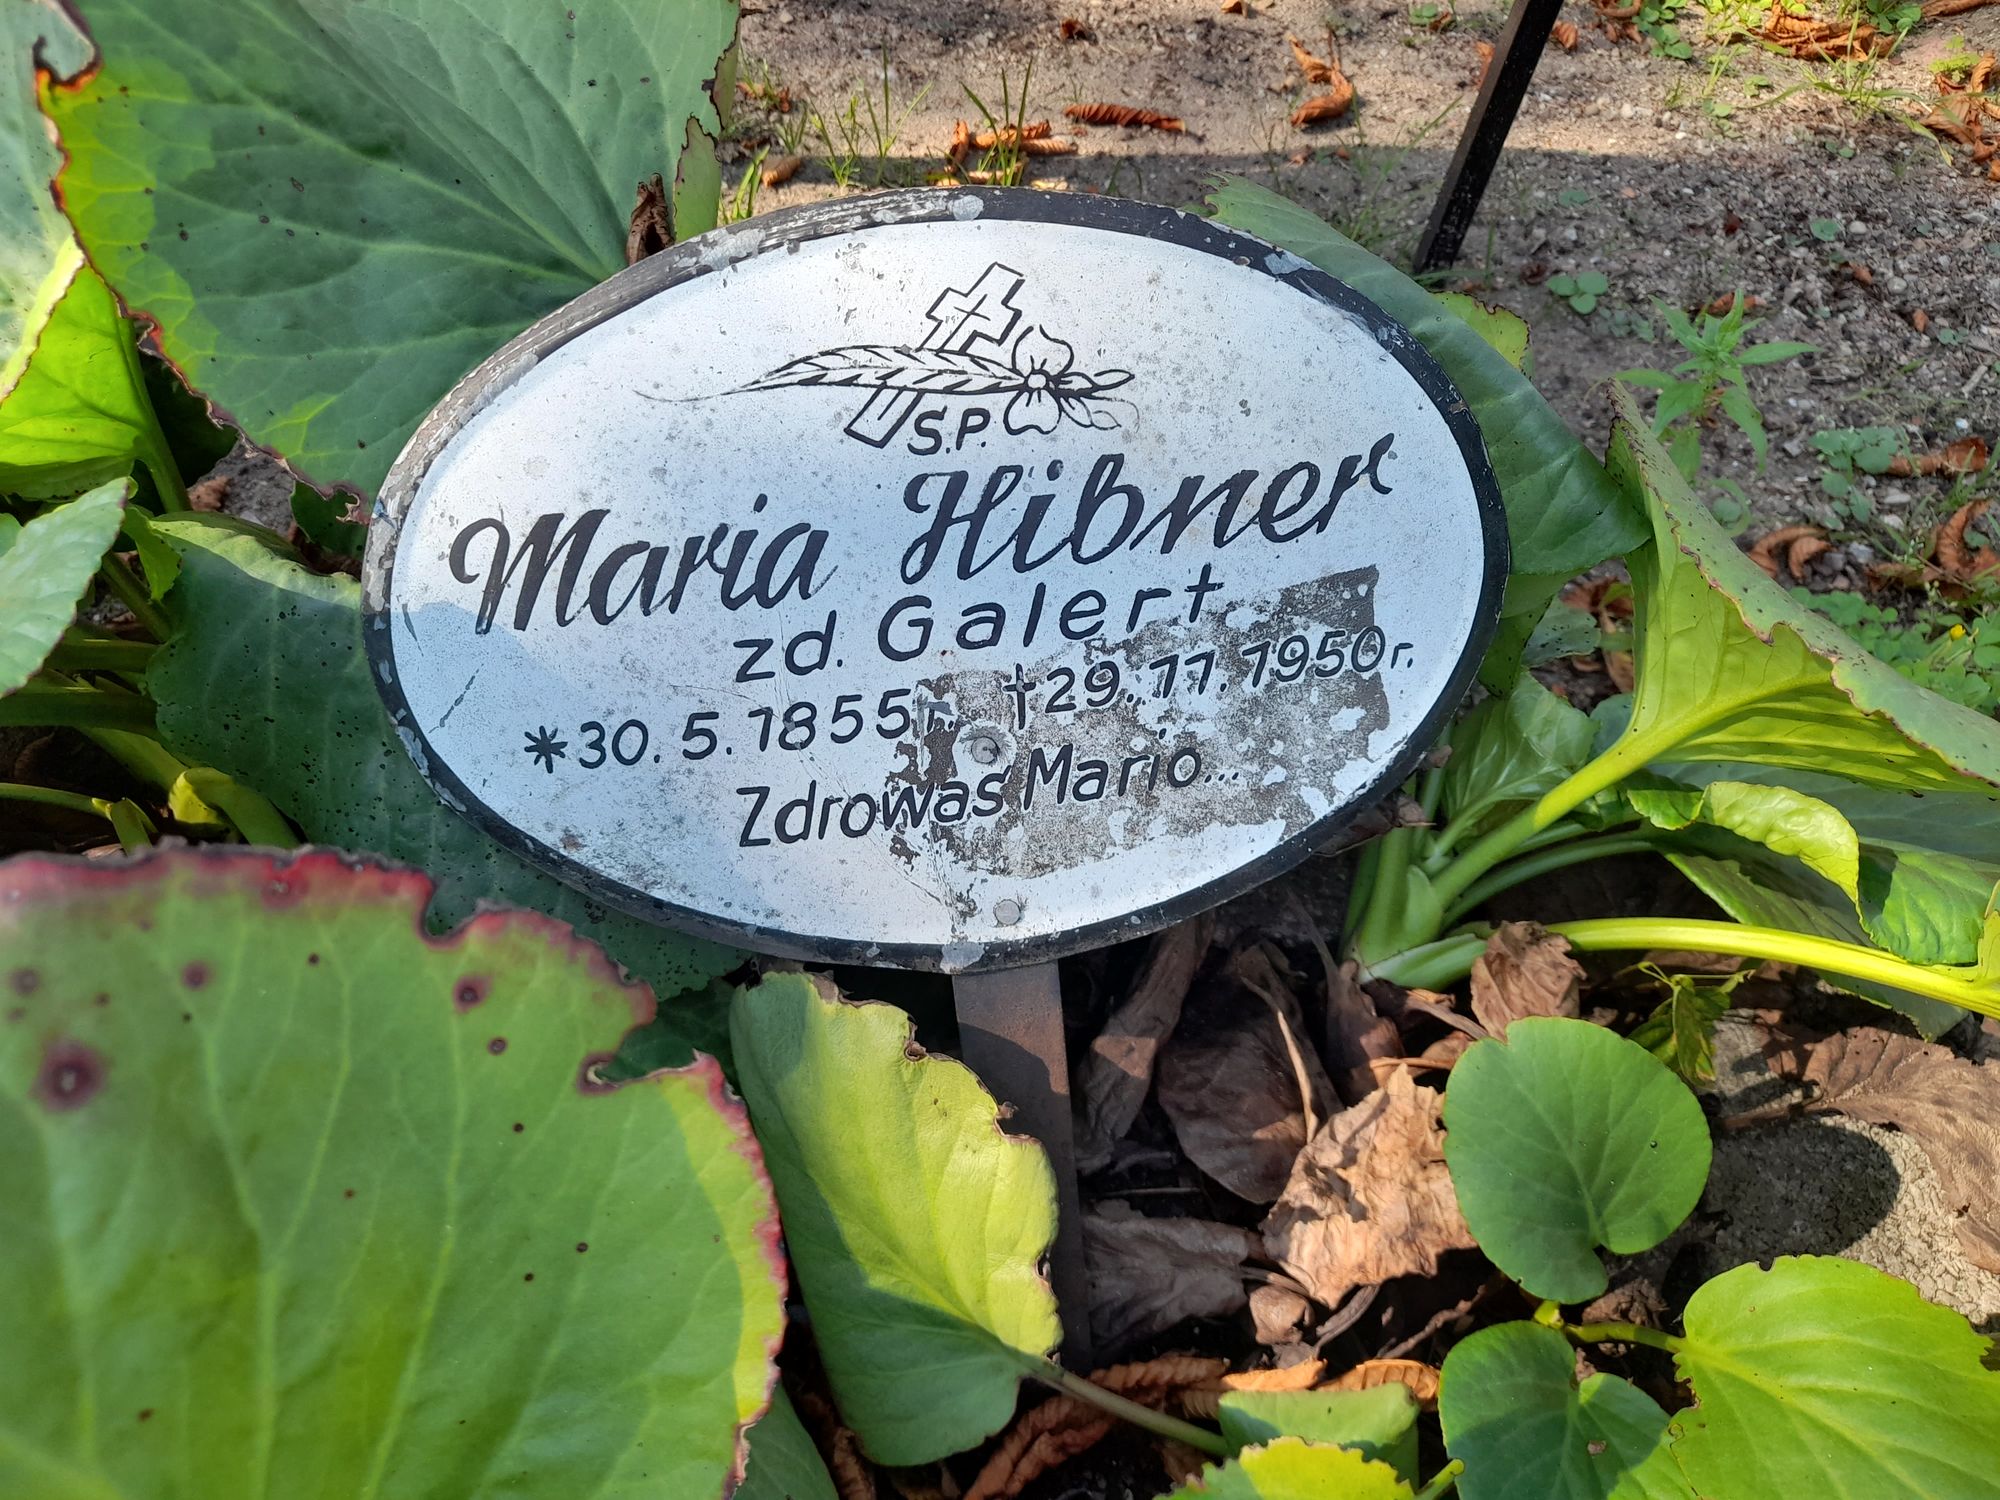 Ś.P.
Maria Hibner
zd. Galert
*30.5.1855r. †29.11.1950r.
Zdrowaś Mario...